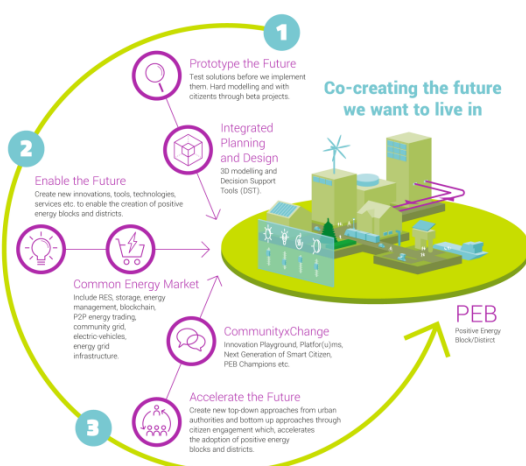 1
Prototype the Future
Test solutions before we implement
them. Hard modelling and with
citizents through beta projects.
Co-creating the future
we want to live in
Integrated
Planning
and Design
3D modelling and
Decision Support
Tools (DST).
2
Enable the Future
Create new innovations, tools, technologies,
services etc. to enable the creation of positive
energy blocks and districts.
Common Energy Market
Include RES, storage, energy
management, blockchain,
P2P energy trading,
community grid,
electric-vehicles,
energy grid
infrastructure.
PEB
Positive Energy
Block/Distirct
CommunityxChange
Innovation Playground, Platfor(u)ms,
Next Generation of Smart Citizen,
PEB Champions etc.
3
Accelerate the Future
Create new top-down approaches from urban
authorities and bottom up approaches through
citizen engagement which, accelerates
the adoption of positive energy
blocks and districts.